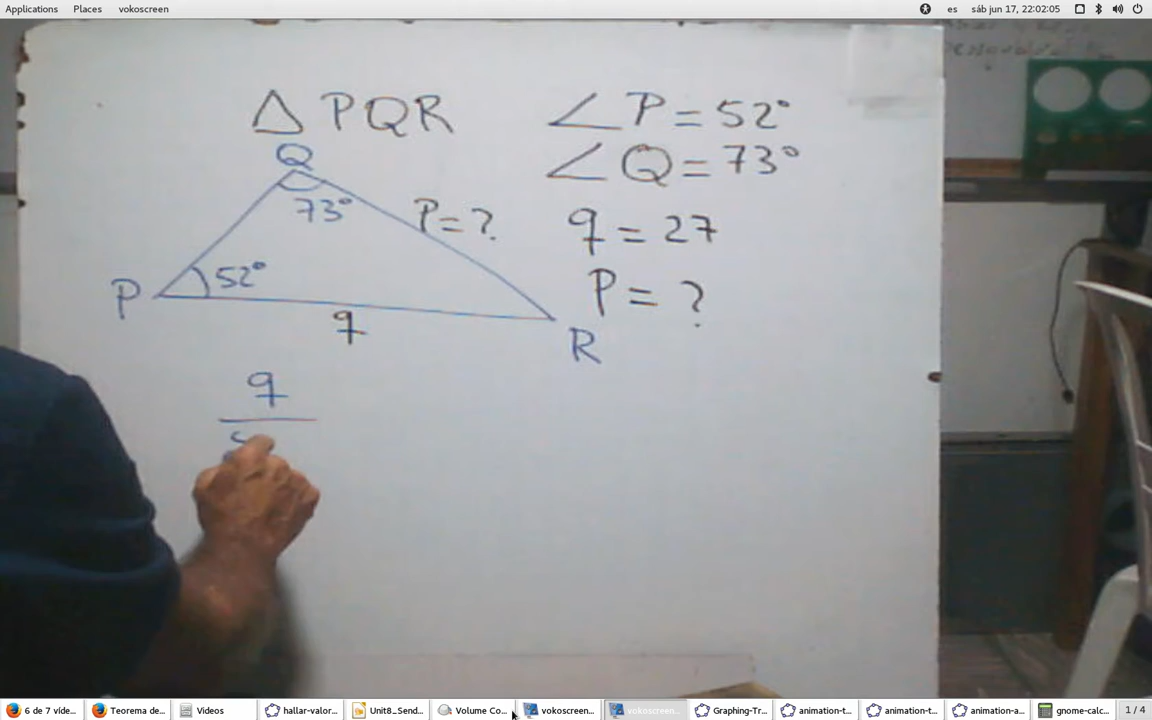 Applications Places vokoscreen es sáb jun 17, 22:02:05
△ PQR
∠P = 52°
∠Q = 73°
q = 27
P = ?
Q
73°
P = ?
P
52°
q
R
q
6 de 7 víde... Teorema de... Videos hallar-valor... Unit8_Send... Volume Co... vokoscreen... vokoscreen... Graphing-Tr... animation-t... animation-t... animation-a... gnome-calc... 1 / 4